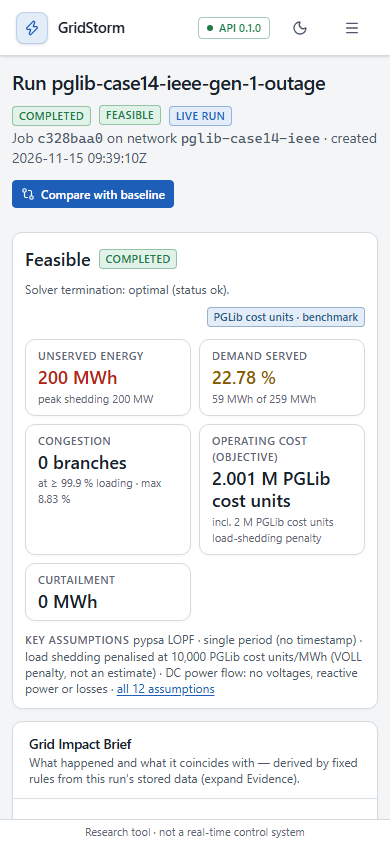 GridStorm
API 0.1.0
Run pglib-case14-ieee-gen-1-outage
COMPLETED FEASIBLE LIVE RUN
Job c328baa0 on network pglib-case14-ieee · created
2026-11-15 09:39:10Z
Compare with baseline
Feasible COMPLETED
Solver termination: optimal (status ok).
PGLib cost units · benchmark
UNSERVED ENERGY
200 MWh
peak shedding 200 MW
DEMAND SERVED
22.78 %
59 MWh of 259 MWh
CONGESTION
0 branches
at ≥ 99.9 % loading · max
8.83 %
OPERATING COST
(OBJECTIVE)
2.001 M PGLib
cost units
incl. 2 M PGLib cost units
load-shedding penalty
CURTAILMENT
0 MWh
KEY ASSUMPTIONS pypsa LOPF · single period (no timestamp) ·
load shedding penalised at 10,000 PGLib cost units/MWh (VOLL
penalty, not an estimate) · DC power flow: no voltages, reactive
power or losses · all 12 assumptions
Grid Impact Brief
What happened and what it coincides with — derived by fixed
rules from this run's stored data (expand Evidence).
Research tool · not a real-time control system